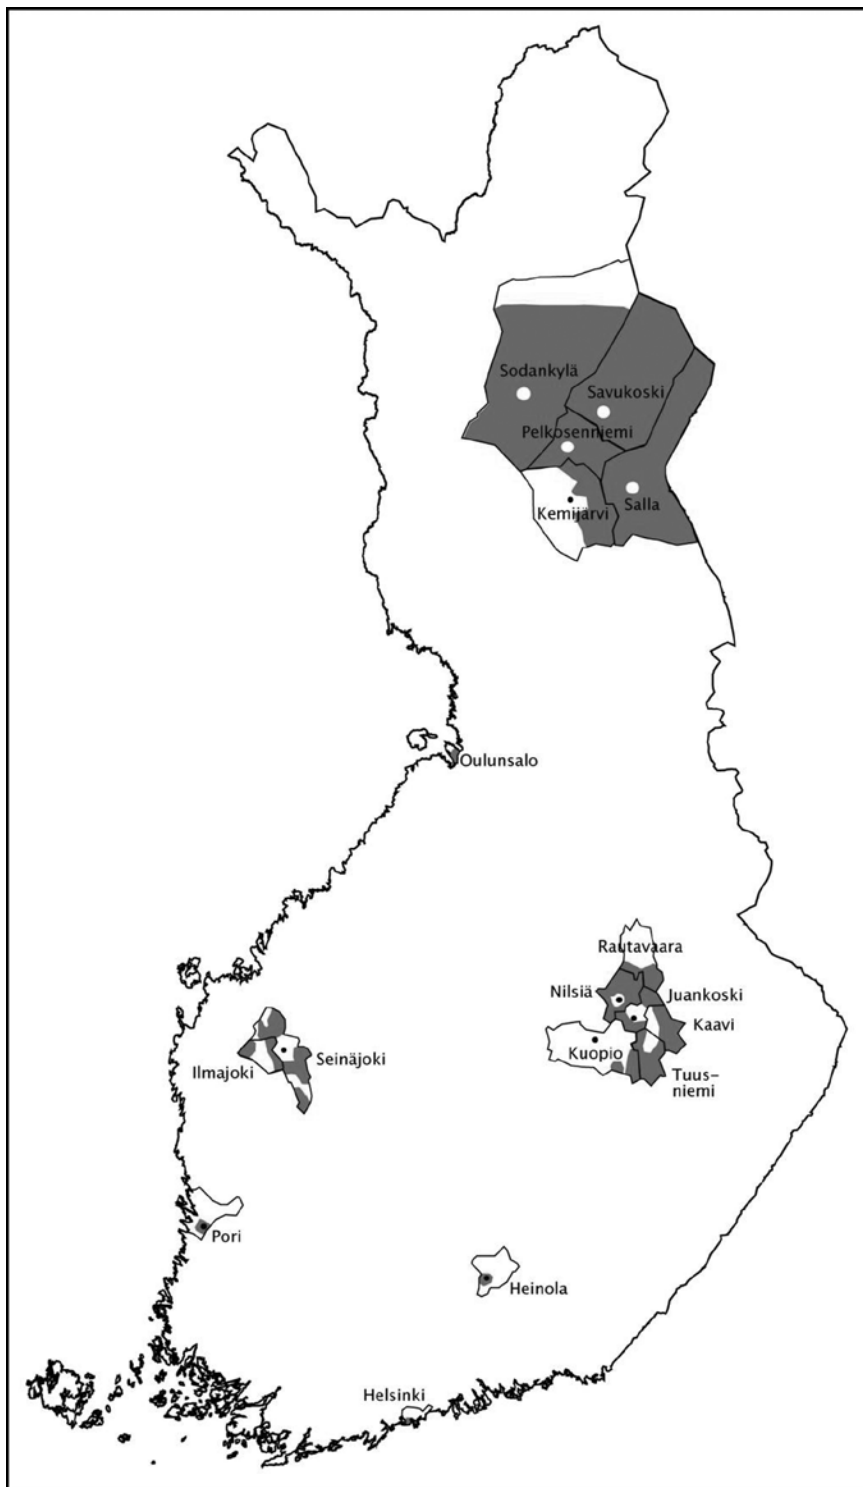 Sodankylä
Savukoski
Pelkosenniemi
Salla
Kemijärvi
Oulunsalo
Rautavaara
Nilsiä
Juankoski
Kaavi
Kuopio
Tuus-
niemi
Seinäjoki
Ilmajoki
Pori
Heinola
Helsinki